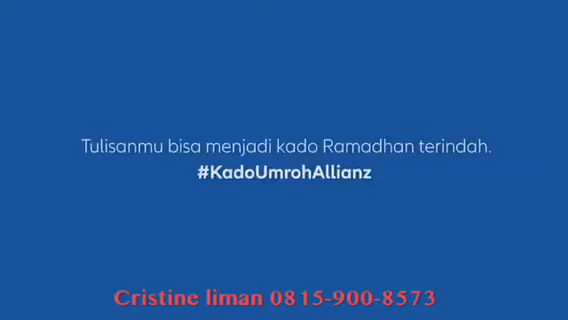 Tulisanmu bisa menjadi kado Ramadhan terindah.
#KadoUmrohAllianz
Cristine liman 0815-900-8573